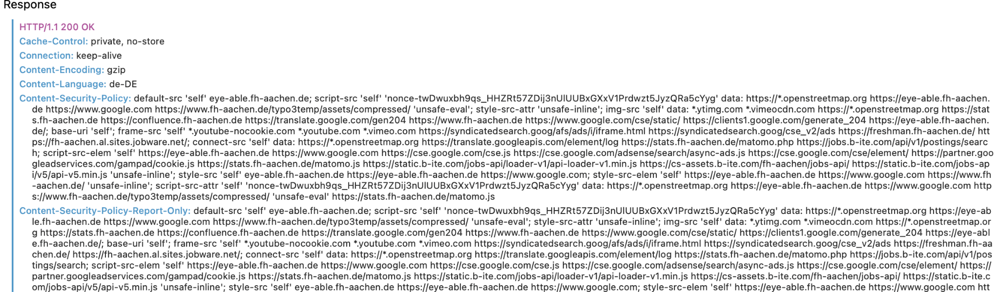 Response
HTTP/1.1 200 OK
Cache-Control: private, no-store
Connection: keep-alive
Content-Encoding: gzip
Content-Language: de-DE
Content-Security-Policy: default-src 'self' eye-able.fh-aachen.de; script-src 'self' 'nonce-twDwuxbh9qs_HHZRt57ZDij3nUlUUBxGXxV1Prdwzt5JyzQRa5cYyg' data: https://*.openstreetmap.org https://eye-able.fh-aachen.
de https://www.google.com https://www.fh-aachen.de/typo3temp/assets/compressed/ 'unsafe-eval'; style-src-attr 'unsafe-inline'; img-src 'self' data: *.ytimg.com *.vimeocdn.com https://*.openstreetmap.org https://stat
s.fh-aachen.de https://confluence.fh-aachen.de https://translate.google.com/gen204 https://www.fh-aachen.de https://www.google.com/cse/static/ https://clients1.google.com/generate_204 https://eye-able.fh-aachen.
de/; base-uri 'self'; frame-src 'self' *.youtube-nocookie.com *.youtube.com *.vimeo.com https://syndicatedsearch.goog/afs/ads/i/iframe.html https://syndicatedsearch.goog/cse_v2/ads https://freshman.fh-aachen.de/ htt
ps://fh-aachen.al.sites.jobware.net/; connect-src 'self' data: https://*.openstreetmap.org https://translate.googleapis.com/element/log https://stats.fh-aachen.de/matomo.php https://jobs.b-ite.com/api/v1/postings/searc
h; script-src-elem 'self' https://eye-able.fh-aachen.de https://www.google.com https://cse.google.com/cse.js https://cse.google.com/adsense/search/async-ads.js https://cse.google.com/cse/element/ https://partner.goo
gleadservices.com/gampad/cookie.js https://stats.fh-aachen.de/matomo.js https://static.b-ite.com/jobs-api/loader-v1/api-loader-v1.min.js https://cs-assets.b-ite.com/fh-aachen/jobs-api/ https://static.b-ite.com/jobs-ap
i/v5/api-v5.min.js 'unsafe-inline'; style-src 'self' eye-able.fh-aachen.de https://eye-able.fh-aachen.de https://www.google.com; style-src-elem 'self' https://eye-able.fh-aachen.de https://www.google.com https://www.fh
-aachen.de/ 'unsafe-inline'; script-src-attr 'self' 'nonce-twDwuxbh9qs_HHZRt57ZDij3nUlUUBxGXxV1Prdwzt5JyzQRa5cYyg' data: https://*.openstreetmap.org https://eye-able.fh-aachen.de https://www.google.com http
s://www.fh-aachen.de/typo3temp/assets/compressed/ 'unsafe-eval' https://stats.fh-aachen.de/matomo.js
Content-Security-Policy-Report-Only: default-src 'self' eye-able.fh-aachen.de; script-src 'self' 'nonce-twDwuxbh9qs_HHZRt57ZDij3nUlUUBxGXxV1Prdwzt5JyzQRa5cYyg' data: https://*.openstreetmap.org https://eye-ab
le.fh-aachen.de https://www.google.com https://www.fh-aachen.de/typo3temp/assets/compressed/ 'unsafe-eval'; style-src-attr 'unsafe-inline'; img-src 'self' data: *.ytimg.com *.vimeocdn.com https://*.openstreetmap.or
g https://stats.fh-aachen.de https://confluence.fh-aachen.de https://translate.google.com/gen204 https://www.fh-aachen.de https://www.google.com/cse/static/ https://clients1.google.com/generate_204 https://eye-abl
e.fh-aachen.de/; base-uri 'self'; frame-src 'self' *.youtube-nocookie.com *.youtube.com *.vimeo.com https://syndicatedsearch.goog/afs/ads/i/iframe.html https://syndicatedsearch.goog/cse_v2/ads https://freshman.fh-aa
chen.de/ https://fh-aachen.al.sites.jobware.net/; connect-src 'self' data: https://*.openstreetmap.org https://translate.googleapis.com/element/log https://stats.fh-aachen.de/matomo.php https://jobs.b-ite.com/api/v1/pos
tings/search; script-src-elem 'self' https://eye-able.fh-aachen.de https://www.google.com https://cse.google.com/cse.js https://cse.google.com/adsense/search/async-ads.js https://cse.google.com/cse/element/ https://
partner.googleadservices.com/gampad/cookie.js https://stats.fh-aachen.de/matomo.js https://static.b-ite.com/jobs-api/loader-v1/api-loader-v1.min.js https://cs-assets.b-ite.com/fh-aachen/jobs-api/ https://static.b-ite.c
om/jobs-api/v5/api-v5.min.js 'unsafe-inline'; style-src 'self' eye-able.fh-aachen.de https://eye-able.fh-aachen.de https://www.google.com; style-src-elem 'self' https://eye-able.fh-aachen.de https://www.google.com htt